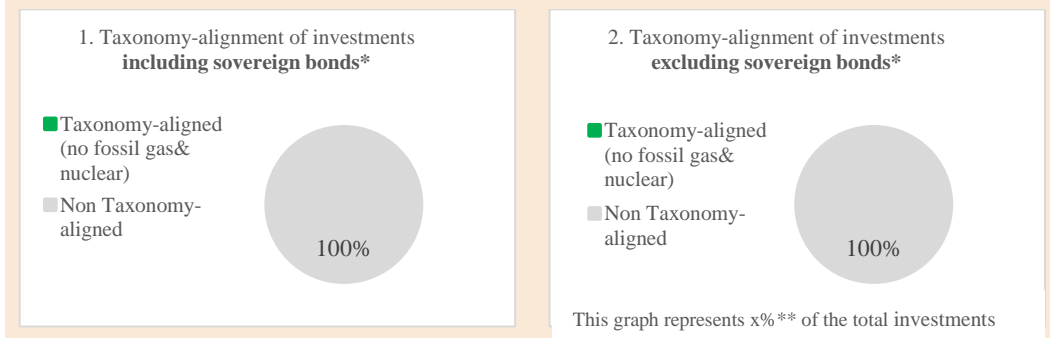 1. Taxonomy-alignment of investments
including sovereign bonds*
Taxonomy-aligned
(no fossil gas&
nuclear)
Non Taxonomy-
aligned
100%
2. Taxonomy-alignment of investments
excluding sovereign bonds*
Taxonomy-aligned
(no fossil gas&
nuclear)
Non Taxonomy-
aligned
100%
This graph represents x%** of the total investments